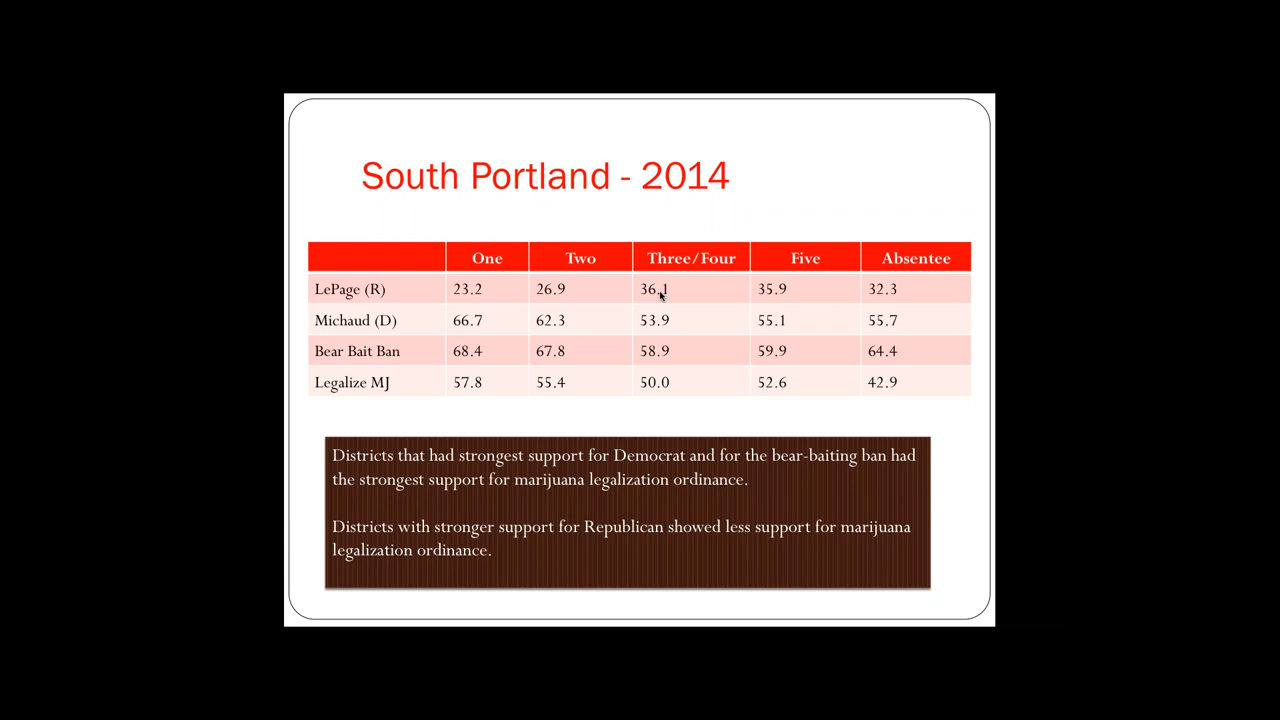 South Portland - 2014
One Two Three/Four Five Absentee
LePage (R) 23.2 26.9 36.1 35.9 32.3
Michaud (D) 66.7 62.3 53.9 55.1 55.7
Bear Bait Ban 68.4 67.8 58.9 59.9 64.4
Legalize MJ 57.8 55.4 50.0 52.6 42.9
Districts that had strongest support for Democrat and for the bear-baiting ban had
the strongest support for marijuana legalization ordinance.
Districts with stronger support for Republican showed less support for marijuana
legalization ordinance.